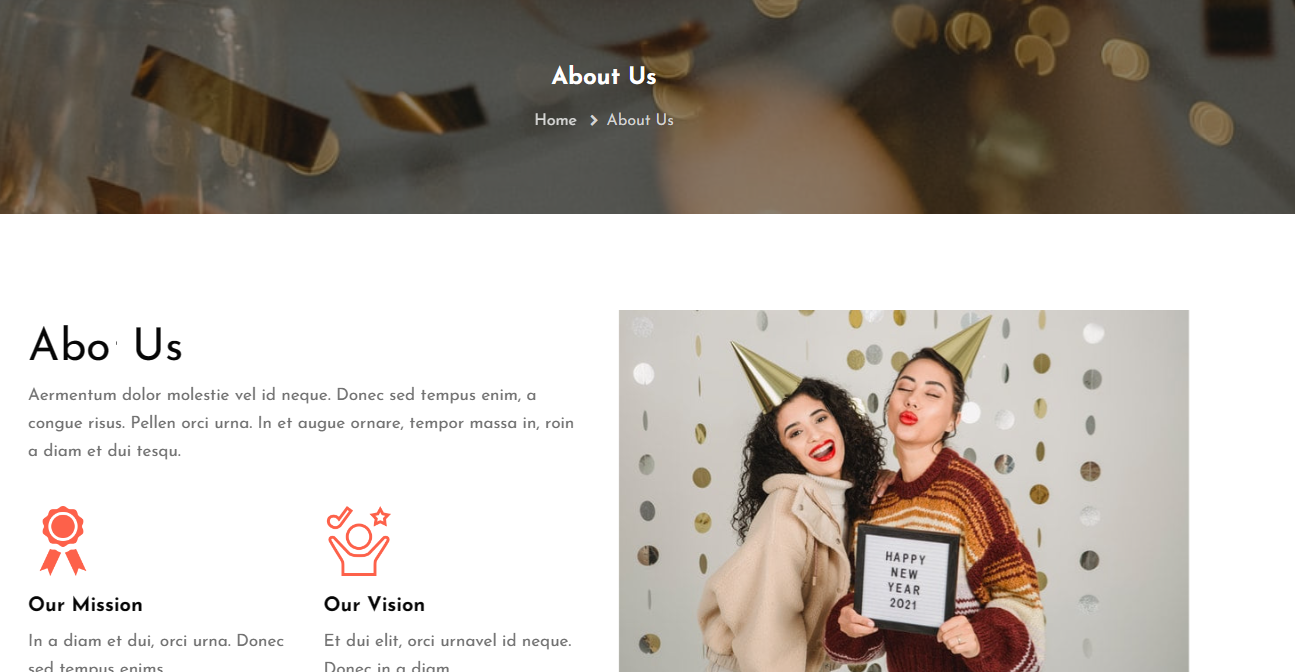 About Us
Home > About Us
Abo Us
Aermentum dolor molestie vel id neque. Donec sed tempus enim, a
congue risus. Pellen orci urna. In et augue ornare, tempor massa in, roin
a diam et dui tesqu.
Our Mission
Our Vision
In a diam et dui, orci urna. Donec
sed tempus enims
Et dui elit, orci urnavel id neque.
Donec in a diam
HAPPY
NEW
YEAR
2021